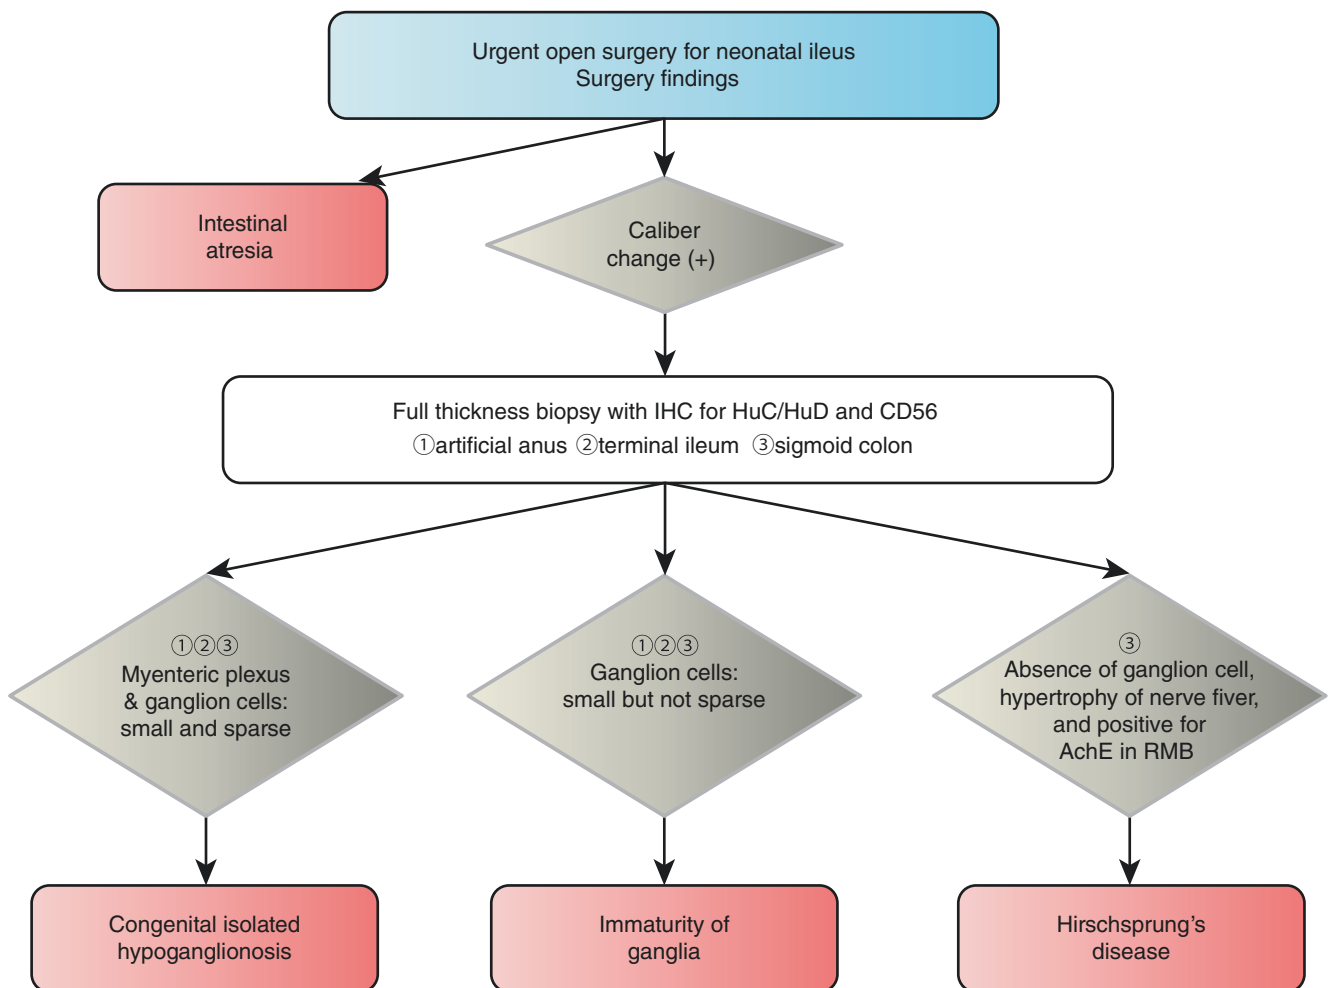 Urgent open surgery for neonatal ileus
Surgery findings
Intestinal
atresia
Caliber
change (+)
Full thickness biopsy with IHC for HuC/HuD and CD56
①artificial anus ②terminal ileum ③sigmoid colon
①②③
Myenteric plexus
& ganglion cells:
small and sparse
①②③
Ganglion cells:
small but not sparse
③
Absence of ganglion cell,
hypertrophy of nerve fiver,
and positive for
AchE in RMB
Congenital isolated
hypoganglionosis
Immaturity of
ganglia
Hirschsprung’s
disease